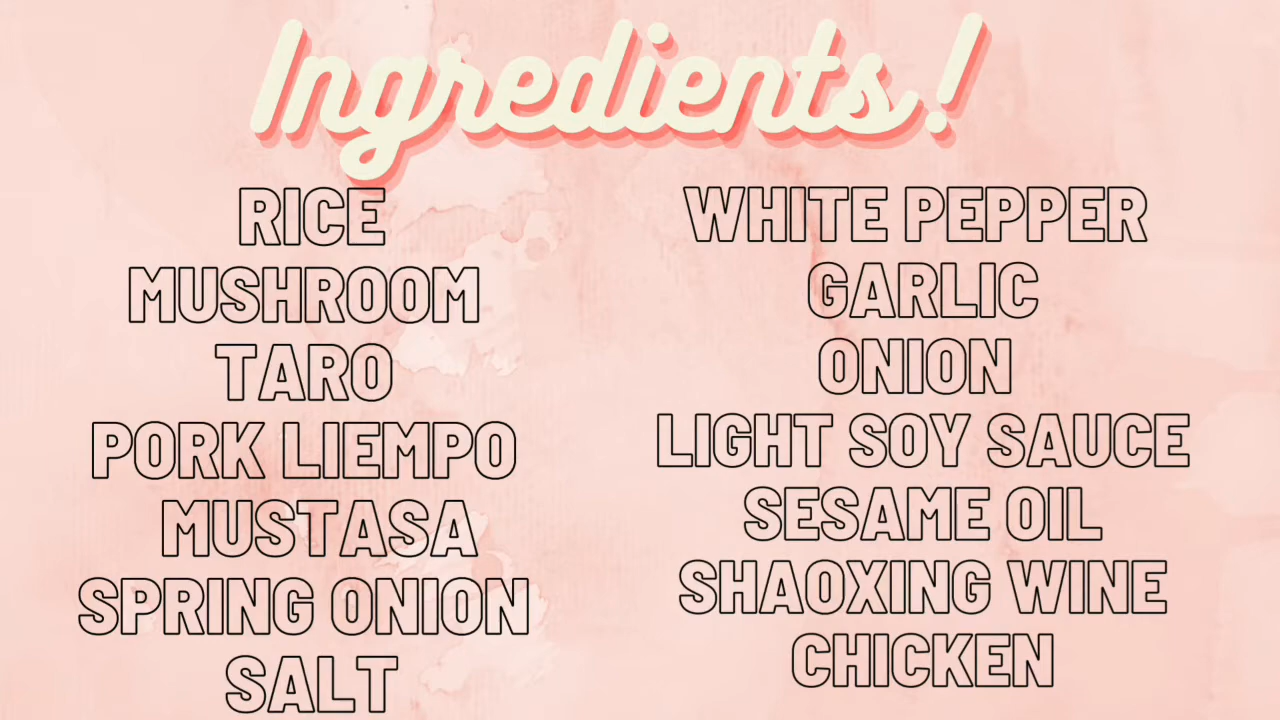 Ingredients!
RICE
MUSHROOM
TARO
PORK LIEMPO
MUSTASA
SPRING ONION
SALT
WHITE PEPPER
GARLIC
ONION
LIGHT SOY SAUCE
SESAME OIL
SHAOXING WINE
CHICKEN